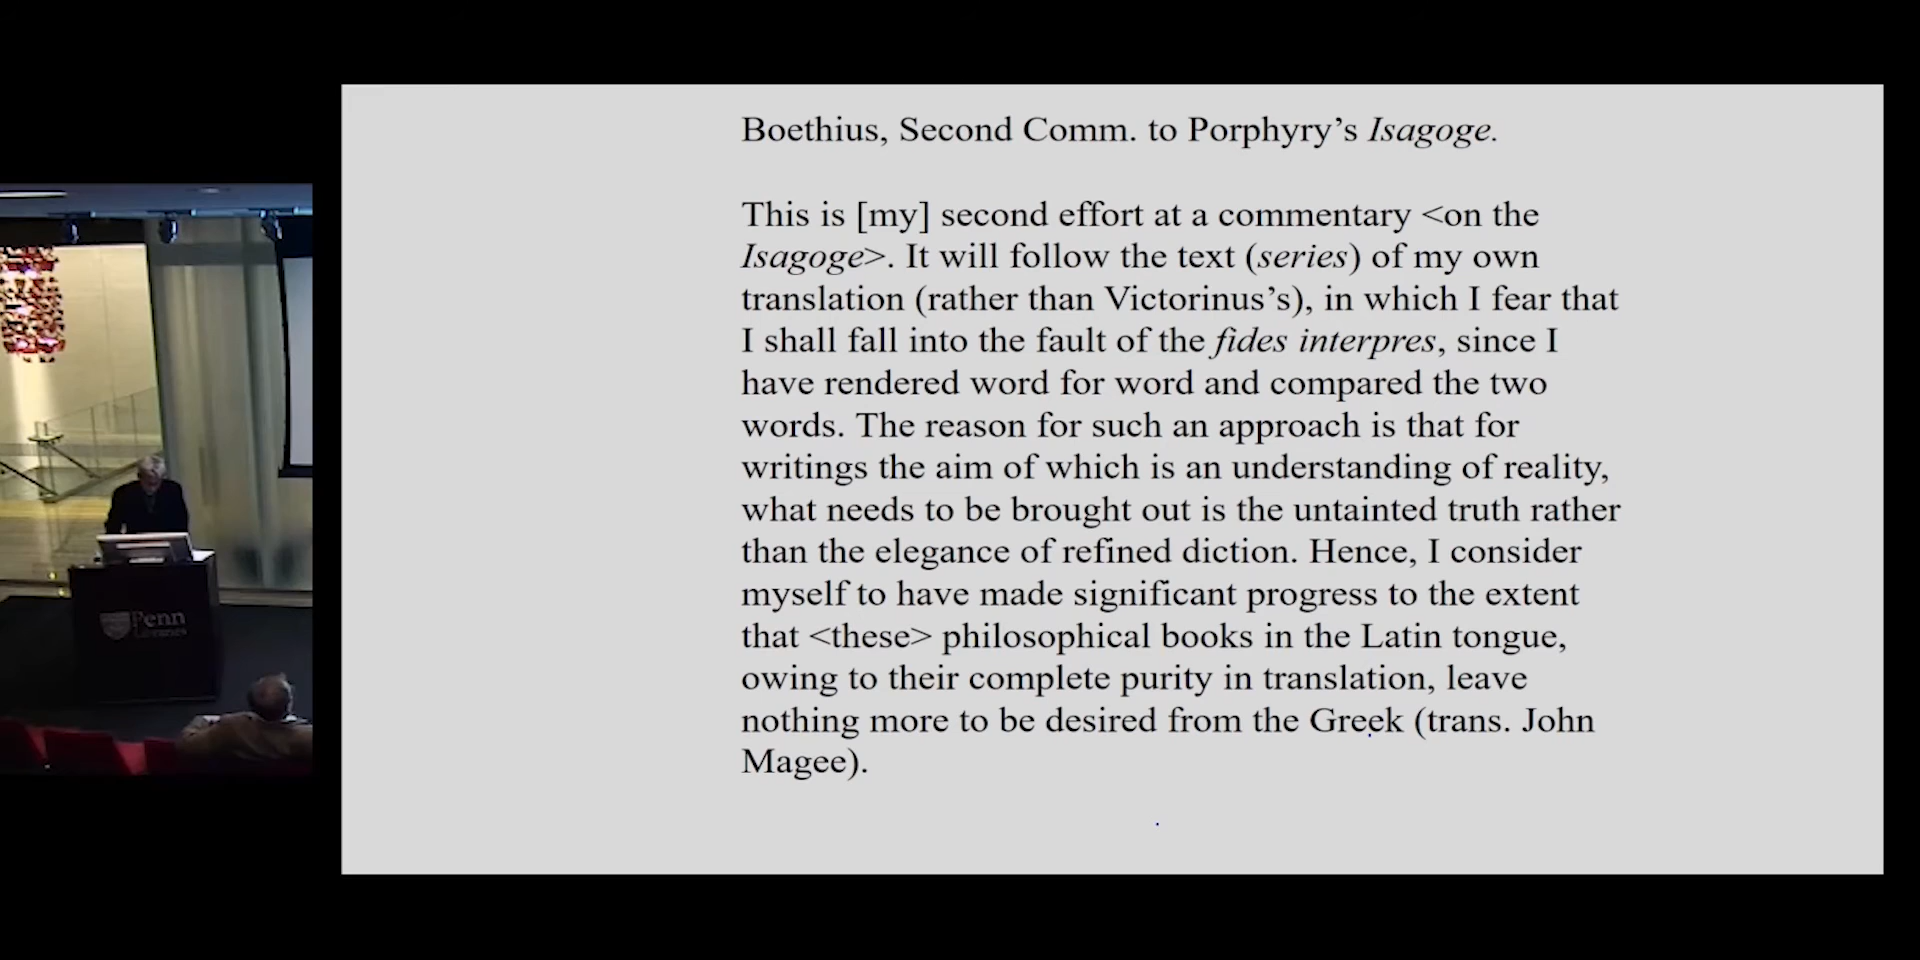 Boethius, Second Comm. to Porphyry’s Isagoge.
This is [my] second effort at a commentary <on the
Isagoge>. It will follow the text (series) of my own
translation (rather than Victorinus’s), in which I fear that
I shall fall into the fault of the fides interpres, since I
have rendered word for word and compared the two
words. The reason for such an approach is that for
writings the aim of which is an understanding of reality,
what needs to be brought out is the untainted truth rather
than the elegance of refined diction. Hence, I consider
myself to have made significant progress to the extent
that <these> philosophical books in the Latin tongue,
owing to their complete purity in translation, leave
nothing more to be desired from the Greek (trans. John
Magee).
Penn
Libraries